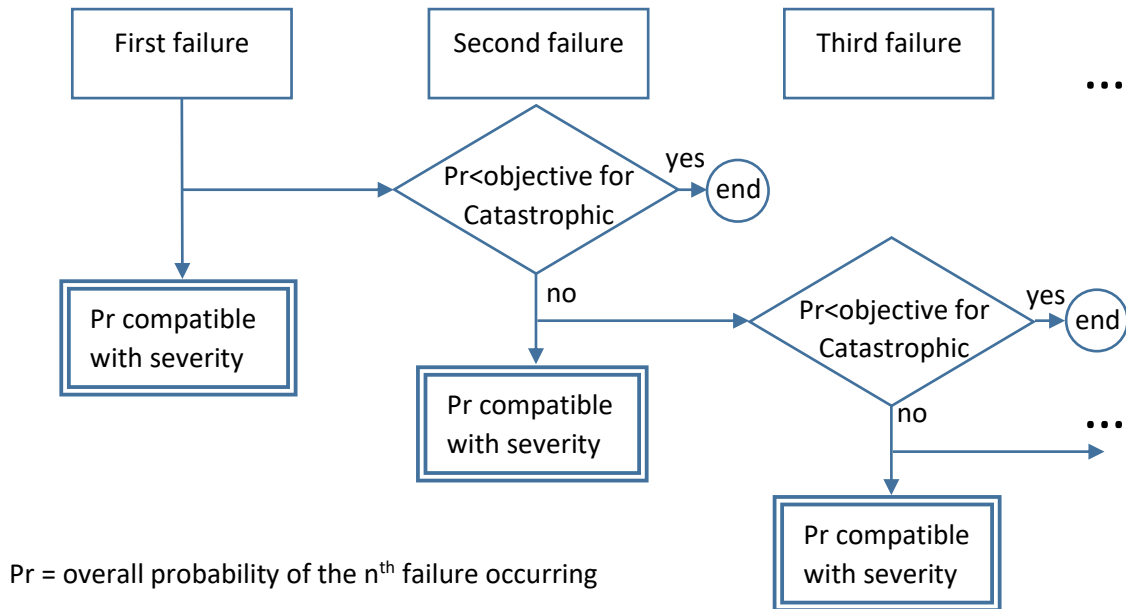 First failure
Second failure
Third failure
...
Pr<objective for
Catastrophic
yes
end
no
Pr compatible
with severity
Pr<objective for
Catastrophic
yes
end
Pr compatible
with severity
no
...
Pr compatible
with severity
Pr = overall probability of the nth failure occurring